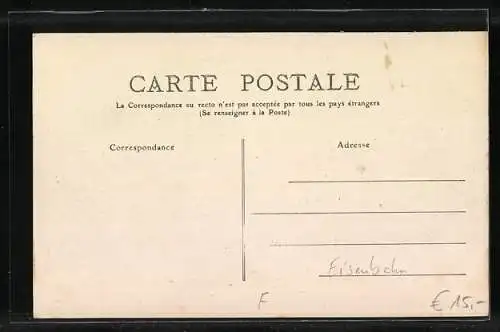 CARTE POSTALE
La Correspondance au recto n'est pas acceptée par tous les pays étrangers
(Se renseigner à la Poste)
Correspondance
Adresse
Eisenbahn
F
€ 15,-